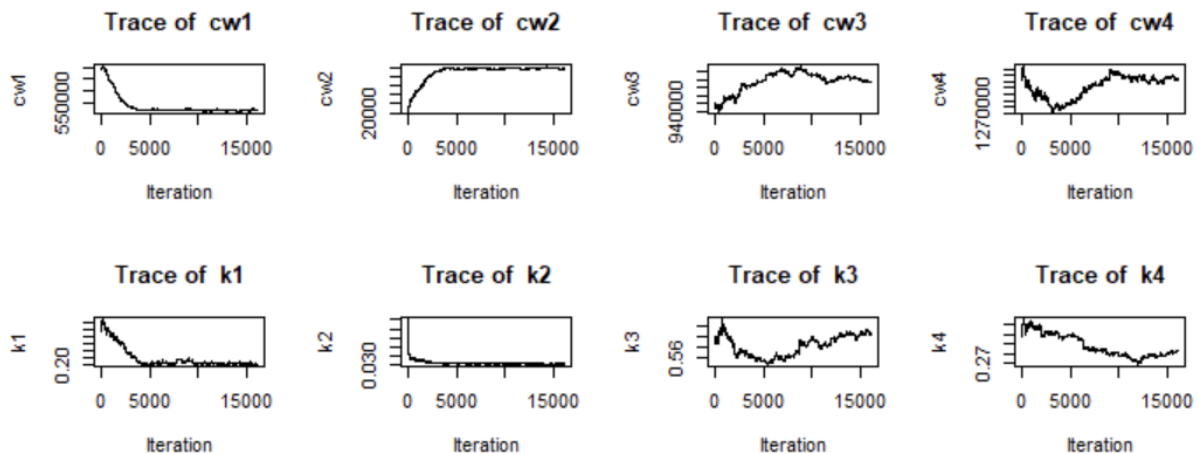 Trace of cw1
cw1
550000
0 5000 15000
Iteration
Trace of cw2
cw2
20000
0 5000 15000
Iteration
Trace of cw3
cw3
940000
0 5000 15000
Iteration
Trace of cw4
cw4
12700000
0 5000 15000
Iteration
Trace of k1
k1
0.20
0 5000 15000
Iteration
Trace of k2
k2
0.030
0 5000 15000
Iteration
Trace of k3
k3
0.56
0 5000 15000
Iteration
Trace of k4
k4
0.27
0 5000 15000
Iteration